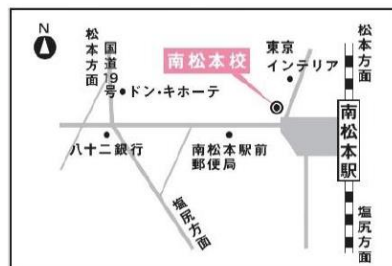 N
松本方面
国道19号
ドン・キホーテ
南松本校
東京
インテリア
松本方面
八十二銀行
南松本駅前
郵便局
南松本駅
塩尻方面
塩尻方面